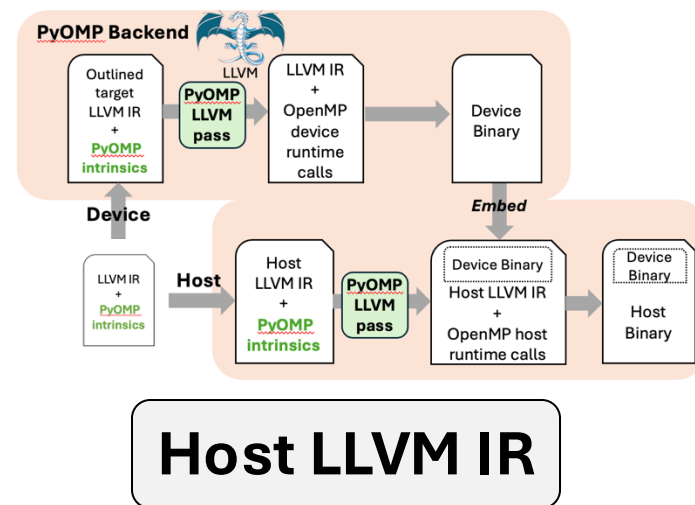 PyOMP Backend
LLVM
Outlined
target
LLVM IR
+
PyOMP
intrinsics
PyOMP
LLVM
pass
LLVM IR
+
OpenMP
device
runtime
calls
Device
Binary
Device
Embed
LLVM IR
+
PyOMP
intrinsics
Host
Host
LLVM IR
+
PyOMP
intrinsics
PyOMP
LLVM
pass
Device Binary
Host LLVM IR
+
OpenMP host
runtime calls
Device
Binary
Host
Binary
Host LLVM IR